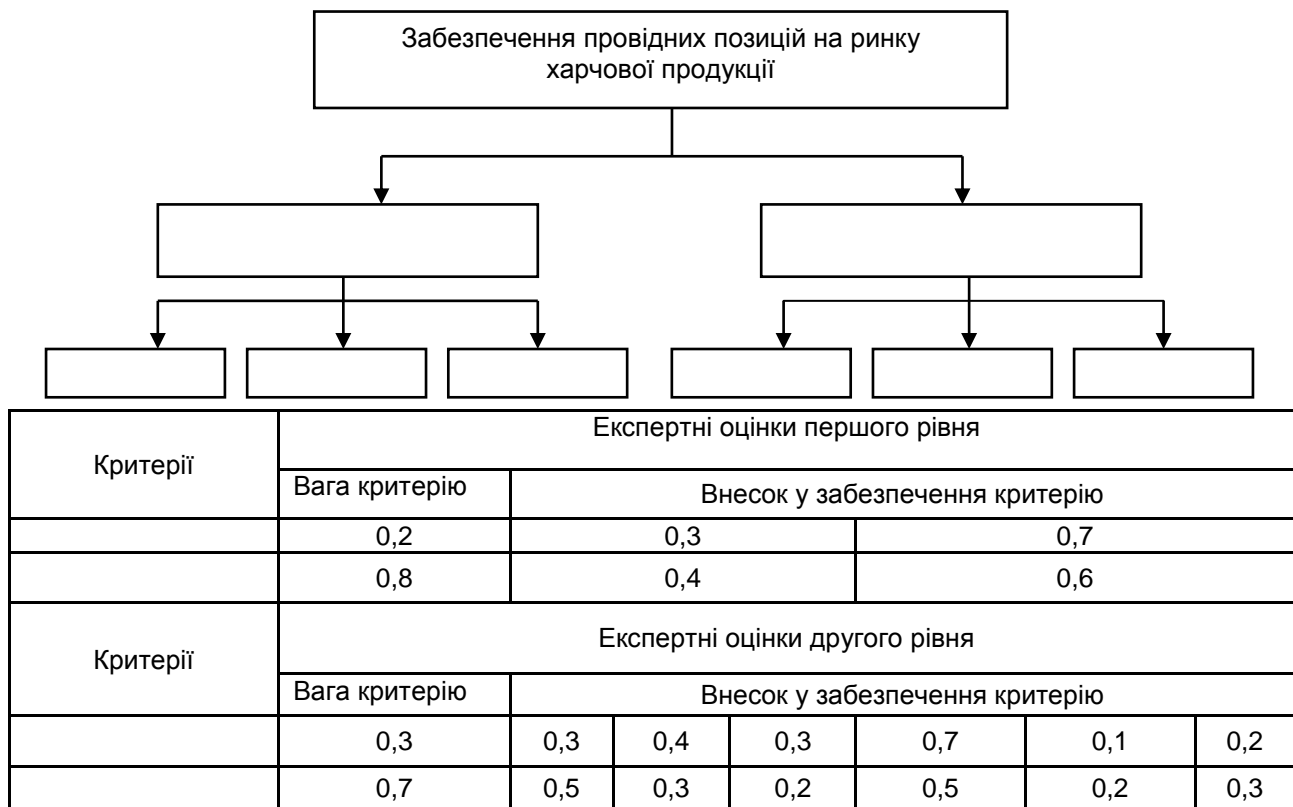 Забезпечення провідних позицій на ринку
харчової продукції
Критерії
Експертні оцінки першого рівня
Вага критерію
Внесок у забезпечення критерію
0,2 0,3 0,7
0,8 0,4 0,6
Критерії
Експертні оцінки другого рівня
Вага критерію
Внесок у забезпечення критерію
0,3 0,3 0,4 0,3 0,7 0,1 0,2
0,7 0,5 0,3 0,2 0,5 0,2 0,3